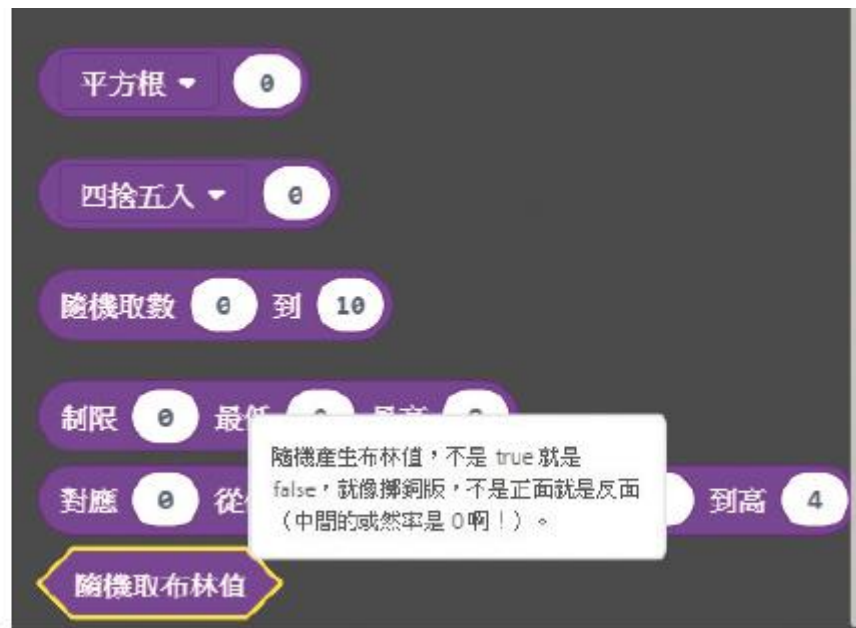 平方根 0
四捨五入 0
隨機取數 0 到 10
制限 0 最低
對應 0 到高 4
隨機產生布林值,不是 true 就是
false,就像擲銅版,不是正面就是反面
(中間的或然率是 0啊!)。
隨機取布林值